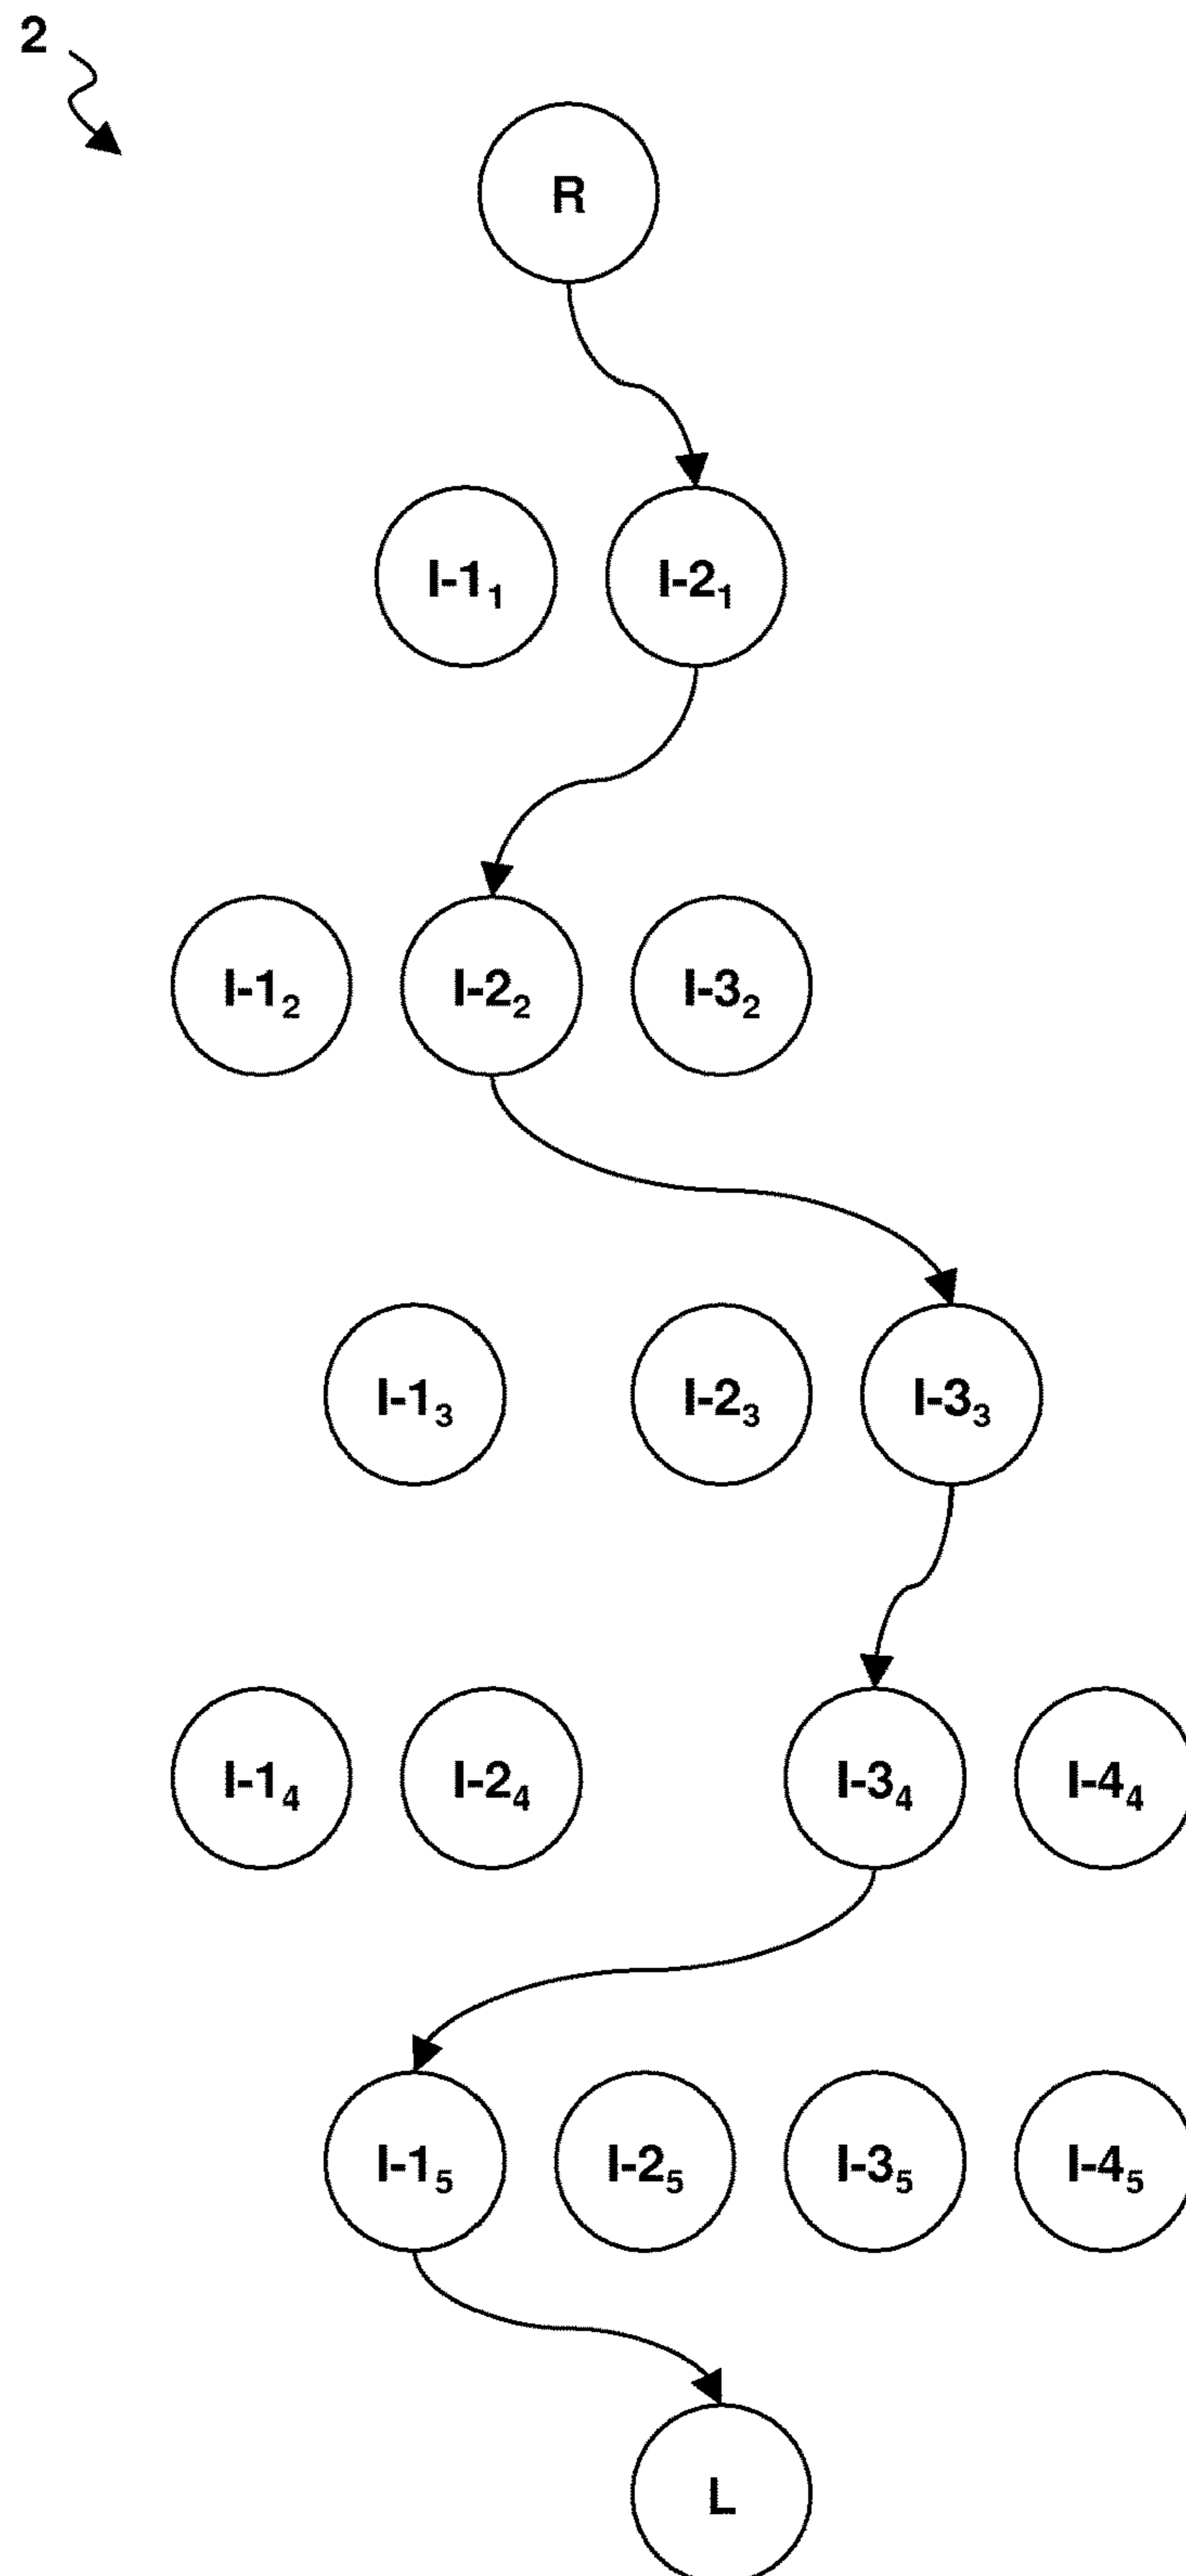 2
R
I-1₁ I-2₁
I-1₂ I-2₂ I-3₂
I-1₃ I-2₃ I-3₃
I-1₄ I-2₄ I-3₄ I-4₄
I-1₅ I-2₅ I-3₅ I-4₅
L